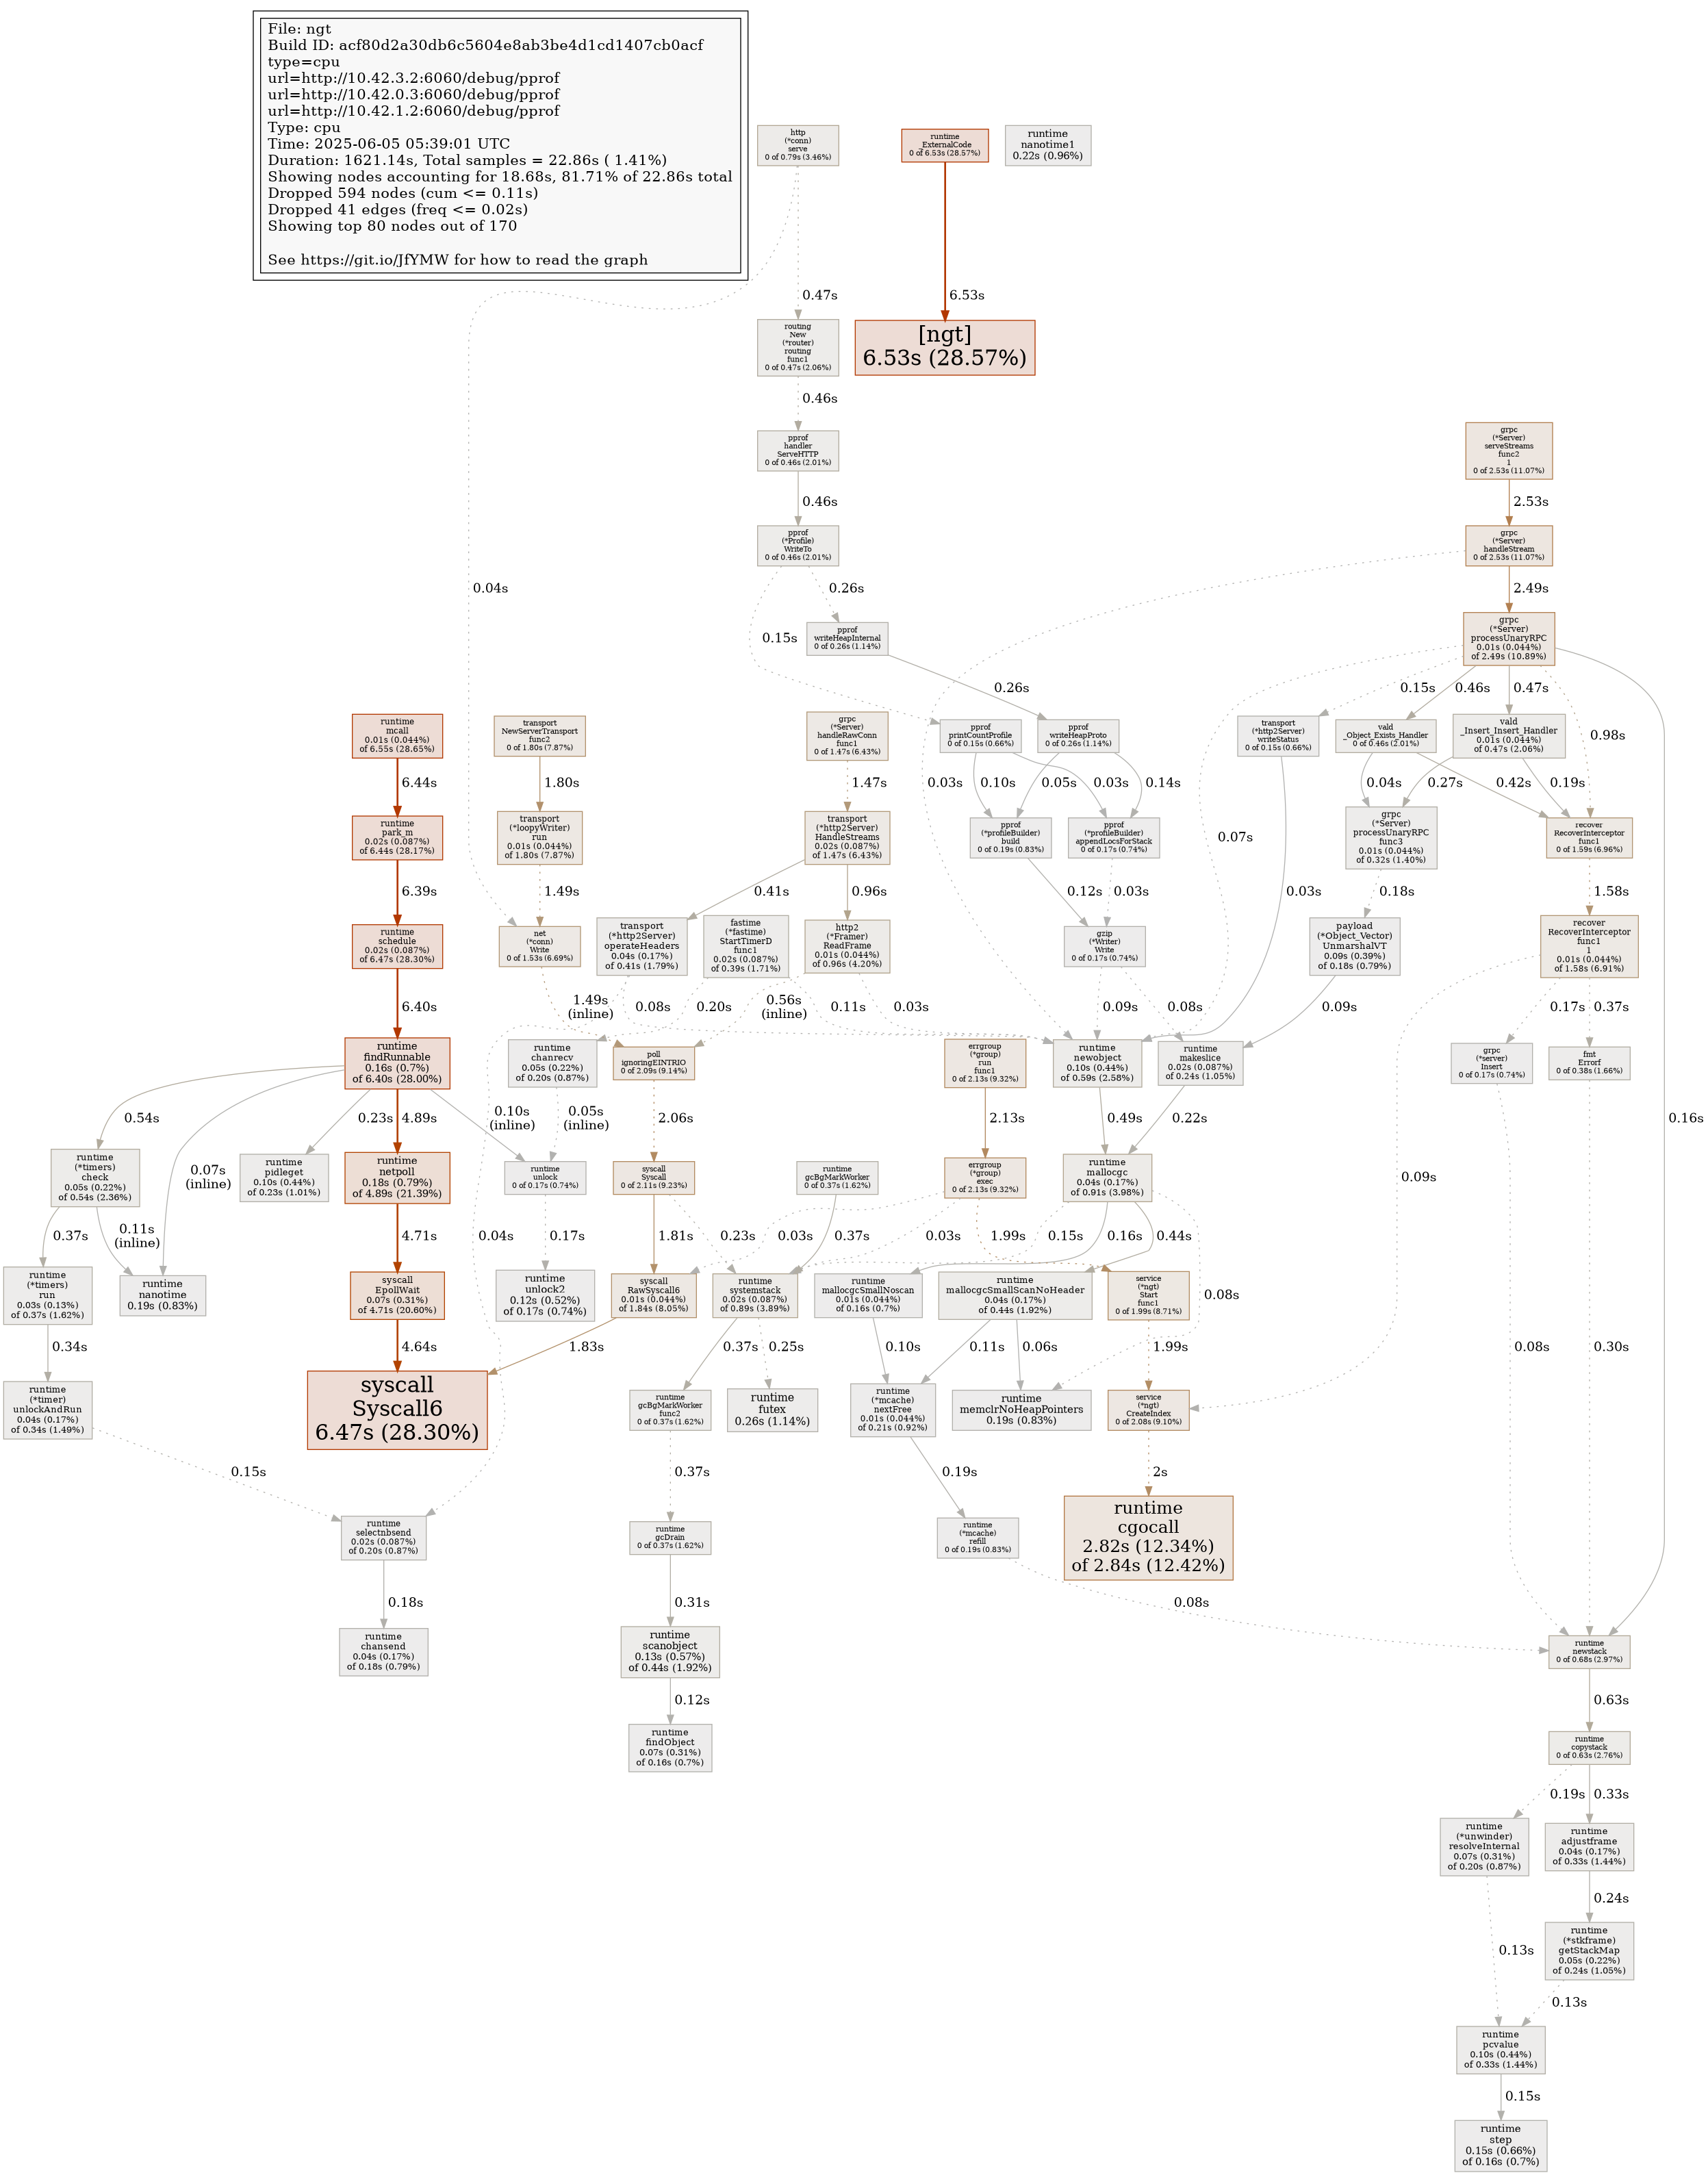 File: ngt
Build ID: acf80d2a30db6c5604e8ab3be4d1cd1407cb0acf
type=cpu
url=http://10.42.3.2:6060/debug/pprof
url=http://10.42.0.3:6060/debug/pprof
url=http://10.42.1.2:6060/debug/pprof
Type: cpu
Time: 2025-06-05 05:39:01 UTC
Duration: 1621.14s, Total samples = 22.86s ( 1.41%)
Showing nodes accounting for 18.68s, 81.71% of 22.86s total
Dropped 594 nodes (cum <= 0.11s)
Dropped 41 edges (freq <= 0.02s)
Showing top 80 nodes out of 170
See https://git.io/JfYMW for how to read the graph
http
(*conn)
serve
0 of 0.79s (3.46%)
runtime
_ExternalCode
0 of 6.53s (28.57%)
runtime
nanotime1
0.22s (0.96%)
0.47s
6.53s
routing
New
(*router)
routing
func1
0 of 0.47s (2.06%)
[ngt]
6.53s (28.57%)
0.46s
pprof
handler
ServeHTTP
0 of 0.46s (2.01%)
grpc
(*Server)
serveStreams
func2
1
0 of 2.53s (11.07%)
0.46s
2.53s
pprof
(*Profile)
WriteTo
0 of 0.46s (2.01%)
grpc
(*Server)
handleStream
0 of 2.53s (11.07%)
0.04s
0.26s
2.49s
0.15s
pprof
writeHeapInternal
0 of 0.26s (1.14%)
grpc
(*Server)
processUnaryRPC
0.01s (0.044%)
of 2.49s (10.89%)
0.26s
0.15s
0.46s
0.47s
0.98s
runtime
mcall
0.01s (0.044%)
of 6.55s (28.65%)
transport
NewServerTransport
func2
0 of 1.80s (7.87%)
grpc
(*Server)
handleRawConn
func1
0 of 1.47s (6.43%)
pprof
printCountProfile
0 of 0.15s (0.66%)
pprof
writeHeapProto
0 of 0.26s (1.14%)
transport
(*http2Server)
writeStatus
0 of 0.15s (0.66%)
vald
_Object_Exists_Handler
0 of 0.46s (2.01%)
vald
_Insert_Insert_Handler
0.01s (0.044%)
of 0.47s (2.06%)
6.44s
1.80s
1.47s
0.03s
0.10s
0.05s
0.03s
0.14s
0.04s
0.27s
0.42s
0.19s
runtime
park_m
0.02s (0.087%)
of 6.44s (28.17%)
transport
(*loopyWriter)
run
0.01s (0.044%)
of 1.80s (7.87%)
transport
(*http2Server)
HandleStreams
0.02s (0.087%)
of 1.47s (6.43%)
pprof
(*profileBuilder)
build
0 of 0.19s (0.83%)
pprof
(*profileBuilder)
appendLocsForStack
0 of 0.17s (0.74%)
0.07s
grpc
(*Server)
processUnaryRPC
func3
0.01s (0.044%)
of 0.32s (1.40%)
recover
RecoverInterceptor
func1
0 of 1.59s (6.96%)
6.39s
1.49s
0.41s
0.96s
0.12s
0.03s
0.03s
0.18s
1.58s
runtime
schedule
0.02s (0.087%)
of 6.47s (28.30%)
net
(*conn)
Write
0 of 1.53s (6.69%)
transport
(*http2Server)
operateHeaders
0.04s (0.17%)
of 0.41s (1.79%)
fastime
(*fastime)
StartTimerD
func1
0.02s (0.087%)
of 0.39s (1.71%)
http2
(*Framer)
ReadFrame
0.01s (0.044%)
of 0.96s (4.20%)
gzip
(*Writer)
Write
0 of 0.17s (0.74%)
payload
(*Object_Vector)
UnmarshalVT
0.09s (0.39%)
of 0.18s (0.79%)
recover
RecoverInterceptor
func1
1
0.01s (0.044%)
of 1.58s (6.91%)
6.40s
1.49s
(inline)
0.08s
0.20s
0.56s
(inline)
0.11s
0.03s
0.09s
0.08s
0.09s
0.17s
0.37s
runtime
findRunnable
0.16s (0.7%)
of 6.40s (28.00%)
runtime
chanrecv
0.05s (0.22%)
of 0.20s (0.87%)
poll
ignoringEINTRIO
0 of 2.09s (9.14%)
errgroup
(*group)
run
func1
0 of 2.13s (9.32%)
runtime
newobject
0.10s (0.44%)
of 0.59s (2.58%)
runtime
makeslice
0.02s (0.087%)
of 0.24s (1.05%)
grpc
(*server)
Insert
0 of 0.17s (0.74%)
fmt
Errorf
0 of 0.38s (1.66%)
0.54s
0.23s
4.89s
0.10s
(inline)
0.05s
(inline)
2.06s
2.13s
0.49s
0.22s
0.16s
runtime
(*timers)
check
0.05s (0.22%)
of 0.54s (2.36%)
0.07s
(inline)
runtime
pidleget
0.10s (0.44%)
of 0.23s (1.01%)
runtime
netpoll
0.18s (0.79%)
of 4.89s (21.39%)
runtime
unlock
0 of 0.17s (0.74%)
syscall
Syscall
0 of 2.11s (9.23%)
runtime
gcBgMarkWorker
0 of 0.37s (1.62%)
errgroup
(*group)
exec
0 of 2.13s (9.32%)
runtime
mallocgc
0.04s (0.17%)
of 0.91s (3.98%)
0.09s
0.37s
0.11s
(inline)
4.71s
0.04s
0.17s
1.81s
0.23s
0.03s
0.37s
0.03s
1.99s
0.15s
0.16s
0.44s
runtime
(*timers)
run
0.03s (0.13%)
of 0.37s (1.62%)
runtime
nanotime
0.19s (0.83%)
syscall
EpollWait
0.07s (0.31%)
of 4.71s (20.60%)
runtime
unlock2
0.12s (0.52%)
of 0.17s (0.74%)
syscall
RawSyscall6
0.01s (0.044%)
of 1.84s (8.05%)
runtime
systemstack
0.02s (0.087%)
of 0.89s (3.89%)
runtime
mallocgcSmallNoscan
0.01s (0.044%)
of 0.16s (0.7%)
runtime
mallocgcSmallScanNoHeader
0.04s (0.17%)
of 0.44s (1.92%)
service
(*ngt)
Start
func1
0 of 1.99s (8.71%)
0.08s
0.34s
4.64s
1.83s
0.37s
0.25s
0.10s
0.11s
0.06s
1.99s
0.08s
0.30s
runtime
(*timer)
unlockAndRun
0.04s (0.17%)
of 0.34s (1.49%)
syscall
Syscall6
6.47s (28.30%)
runtime
gcBgMarkWorker
func2
0 of 0.37s (1.62%)
runtime
futex
0.26s (1.14%)
runtime
(*mcache)
nextFree
0.01s (0.044%)
of 0.21s (0.92%)
runtime
memclrNoHeapPointers
0.19s (0.83%)
service
(*ngt)
CreateIndex
0 of 2.08s (9.10%)
0.15s
0.37s
0.19s
2s
runtime
selectnbsend
0.02s (0.087%)
of 0.20s (0.87%)
runtime
gcDrain
0 of 0.37s (1.62%)
runtime
(*mcache)
refill
0 of 0.19s (0.83%)
runtime
cgocall
2.82s (12.34%)
of 2.84s (12.42%)
0.18s
0.31s
0.08s
runtime
chansend
0.04s (0.17%)
of 0.18s (0.79%)
runtime
scanobject
0.13s (0.57%)
of 0.44s (1.92%)
runtime
newstack
0 of 0.68s (2.97%)
0.12s
0.63s
runtime
findObject
0.07s (0.31%)
of 0.16s (0.7%)
runtime
copystack
0 of 0.63s (2.76%)
0.19s
0.33s
runtime
(*unwinder)
resolveInternal
0.07s (0.31%)
of 0.20s (0.87%)
runtime
adjustframe
0.04s (0.17%)
of 0.33s (1.44%)
0.24s
0.13s
runtime
(*stkframe)
getStackMap
0.05s (0.22%)
of 0.24s (1.05%)
0.13s
runtime
pcvalue
0.10s (0.44%)
of 0.33s (1.44%)
0.15s
runtime
step
0.15s (0.66%)
of 0.16s (0.7%)